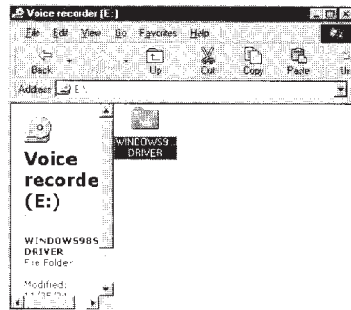 Voice recorder (E:)
File Edit View Go Favorites Help
Back Up Cut Copy Paste
Address E:\
Voice
recorde
(E:)
WINDOWS9...
DRIVER
WINDOWS98S
DRIVER
File Folder
Modified: